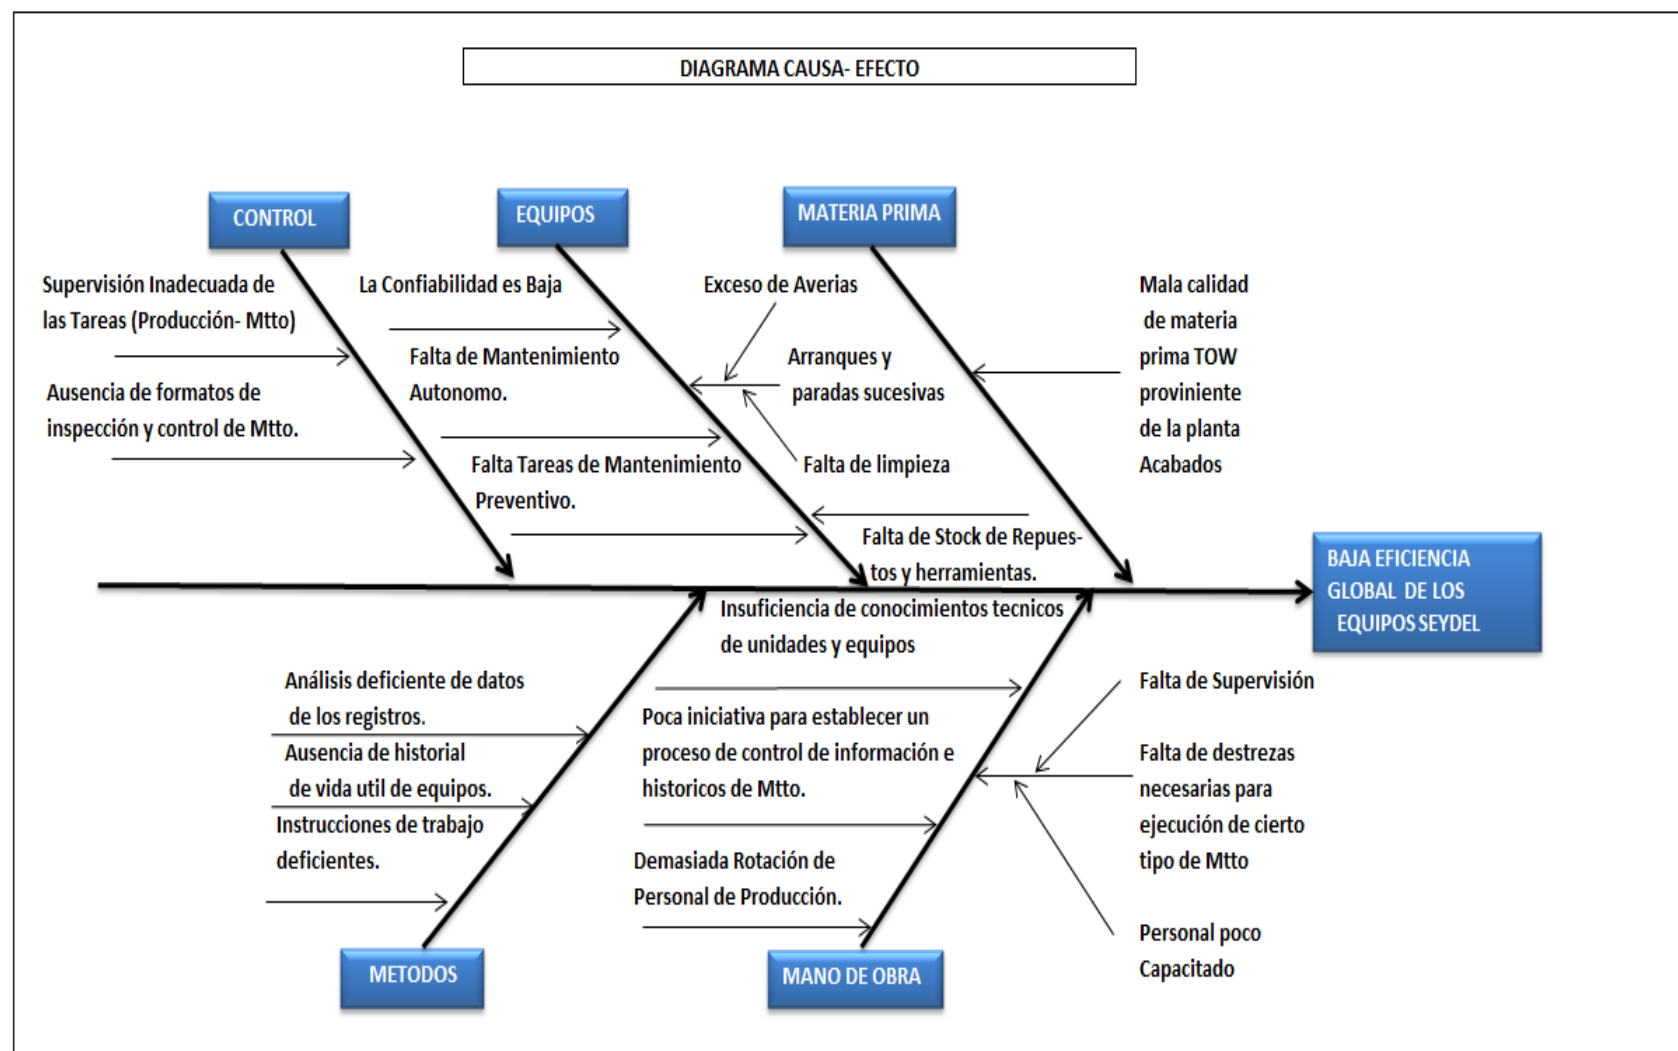 DIAGRAMA CAUSA- EFECTO
CONTROL
EQUIPOS
MATERIA PRIMA
Supervisión Inadecuada de
las Tareas (Producción- Mtto)
Ausencia de formatos de
inspección y control de Mtto.
La Confiabilidad es Baja
Falta de Mantenimiento
Autonomo.
Falta Tareas de Mantenimiento
Preventivo.
Exceso de Averias
Arranques y
paradas sucesivas
Falta de limpieza
Falta de Stock de Repues-
tos y herramientas.
Mala calidad
de materia
prima TOW
proviniente
de la planta
Acabados
BAJA EFICIENCIA
GLOBAL DE LOS
EQUIPOS SEYDEL
Análisis deficiente de datos
de los registros.
Ausencia de historial
de vida util de equipos.
Instrucciones de trabajo
deficientes.
Insuficiencia de conocimientos tecnicos
de unidades y equipos
Poca iniciativa para establecer un
proceso de control de información e
historicos de Mtto.
Demasiada Rotación de
Personal de Producción.
Falta de Supervisión
Falta de destrezas
necesarias para
ejecución de cierto
tipo de Mtto
Personal poco
Capacitado
METODOS
MANO DE OBRA